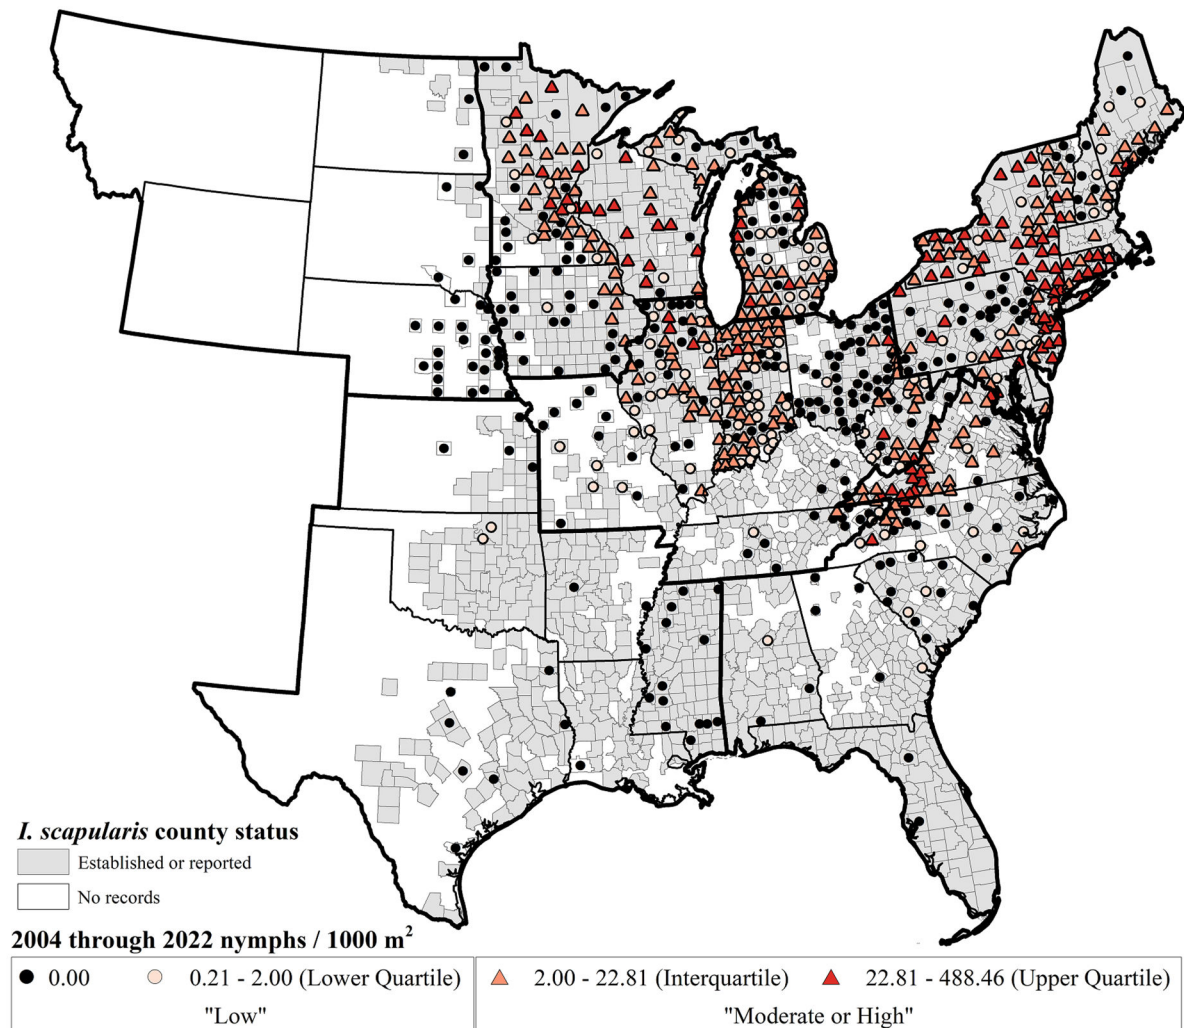 I. scapularis county status
Established or reported
No records
2004 through 2022 nymphs / 1000 m²
0.00 0.21 - 2.00 (Lower Quartile) 2.00 - 22.81 (Interquartile) 22.81 - 488.46 (Upper Quartile)
"Low" "Moderate or High"